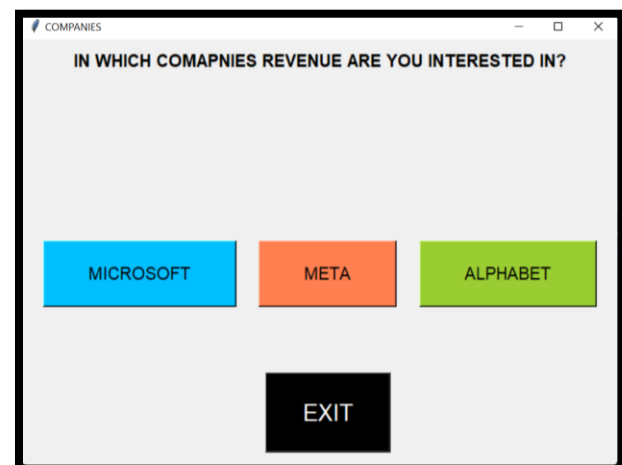 COMPANIES
IN WHICH COMAPNIES REVENUE ARE YOU INTERESTED IN?
MICROSOFT META ALPHABET
EXIT